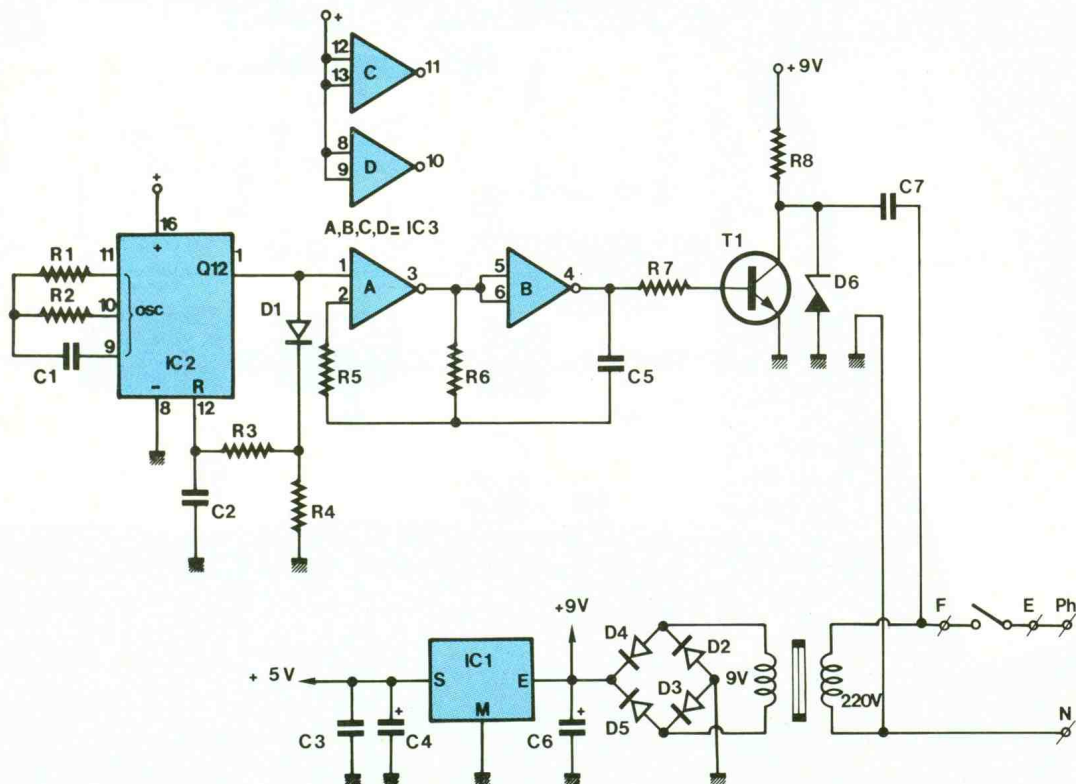 +
12
13
C
11
8
9
D
10
A,B,C,D= IC3
+9V
R8
C7
T1
D6
+
16
+
11
R1
R2
10
osc
9
C1
IC2
1
Q12
-
R
8
12
D1
1
2
A
3
5
6
B
4
R7
R5
R6
C5
R3
C2
R4
+9V
+ 5V
S
IC1
E
M
C3
+
C4
+
C6
D4
D2
D5
D3
9V
220V
F
E
Ph
N